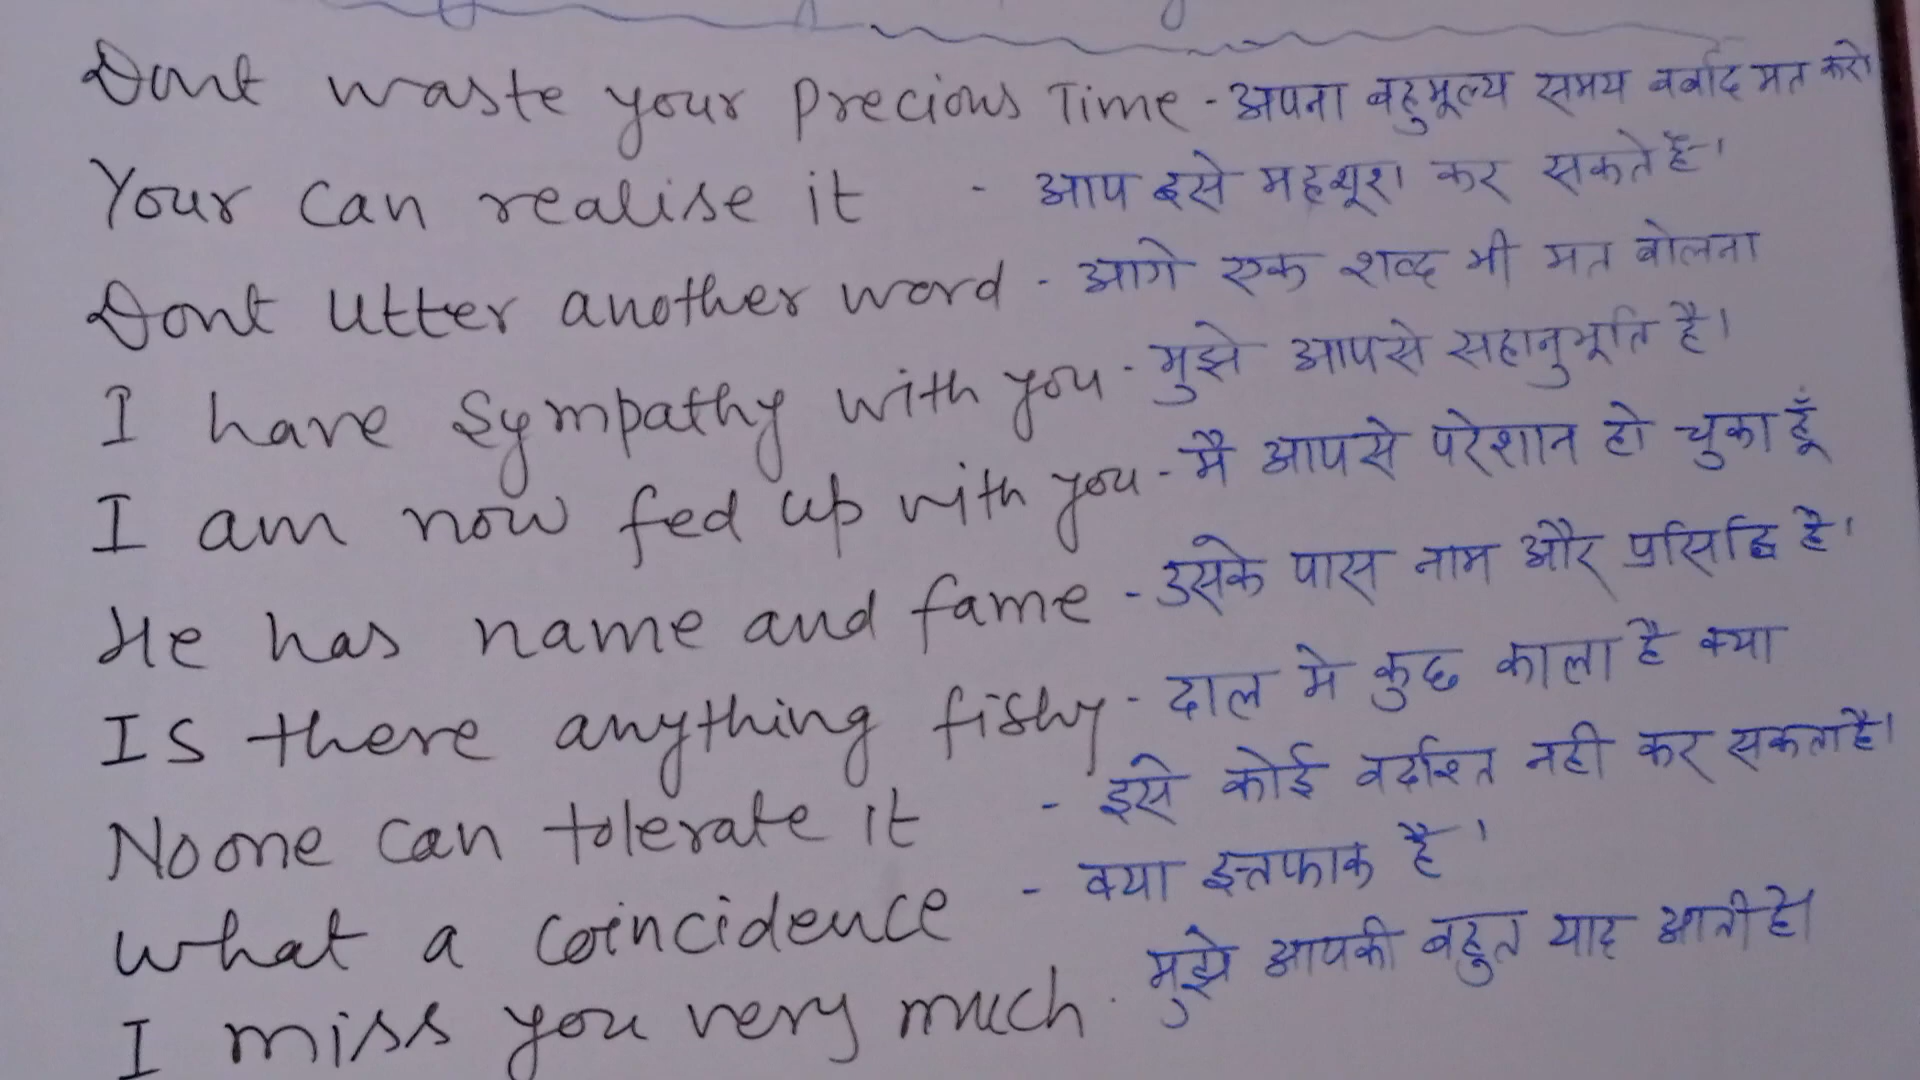 Dont waste your Precious Time - अपना बहुमूल्य समय बर्वाद मत करो
Your can realise it - आप इसे महशूश कर सकते है।
Dont Utter another word - आगे एक शब्द भी मत बोलना
I have Sympathy with you - मुझे आपसे सहानुभूति है।
I am now fed up with you - मै आपसे परेशान हो चुका हूँ
He has name and fame - उसके पास नाम और प्रसिद्धि है।
Is there anything fishy - दाल मे कुछ काला है क्या
No one can tolerate it - इसे कोई वर्दाश्त नही कर सकता है।
What a coincidence - क्या इत्तफाक है।
I miss you very much. मुझे आपकी बहुत याद आती है।